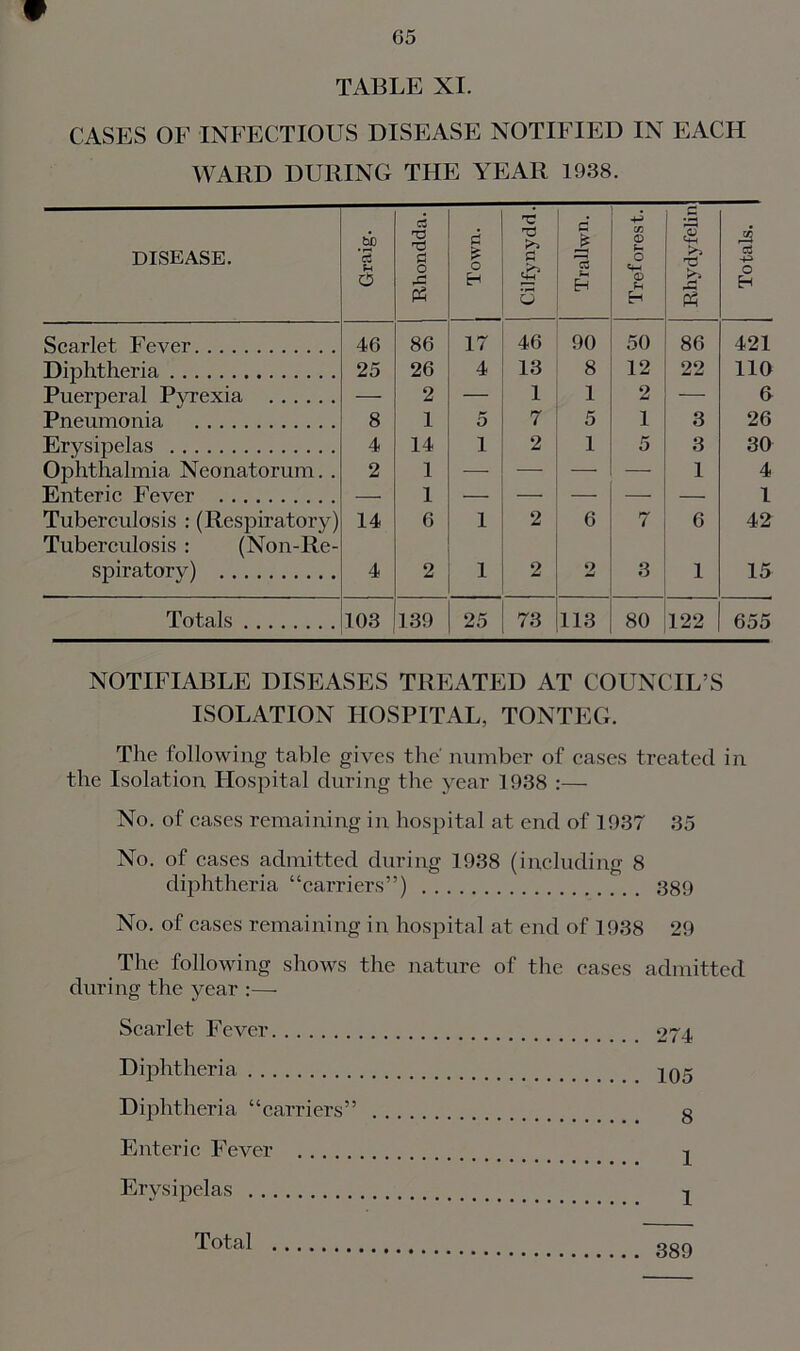 65
TABLE XI.
CASES OF INFECTIOUS DISEASE NOTIFIED IN EACH
WARD DURING THE YEAR 1938.
DISEASE. Graig. Rhondda. Town. Cilfynydd. Trallwn. Treforest. Rhydyfelin Totals.
Scarlet Fever............. 46 86 17 46 90 50 86 421
Diphtheria............... 25 26 4 13 8 12 22 110
Puerperal Pyrexia ...... — 2 — 1 1 2 — 6
Pneumonia ............. 8 1 5 7 5 1 3 26
Erysipelas ............... 4 14 1 2 1 5 3 30
Ophthalmia Neonatorum.. 2 1 — — — — 1 4
Enteric Fever ........... — 1 — — — — — 1
Tuberculosis : (Respiratory) 14 6 1 2 6 7 6 42
Tuberculosis : (Non-Re-
spiratory) ........... 4 2 1 2 2 3 1 15
Totals........ 103 139 25 73 113 80 122 655
NOTIFIABLE DISEASES TREATED AT COUNCIL'S
ISOLATION HOSPITAL, TONTEG.
The following table gives the number of cases treated in
the Isolation Hospital during the year 1938 :—
No. of cases remaining in hospital at end of 1937 35
No. of cases admitted during 1938 (including 8
diphtheria "carriers") ..................... 389
No. of cases remaining in hospital at end of 1938 29
The following shows the nature of the cases admitted
during the year :—
Scarlet Fever.................................. 274
Diphtheria.................................... 105
Diphtheria "carriers" ......................... 8
Enteric Fever ................................ 1
Erysipelas .................................... 1
Total .................................. 389